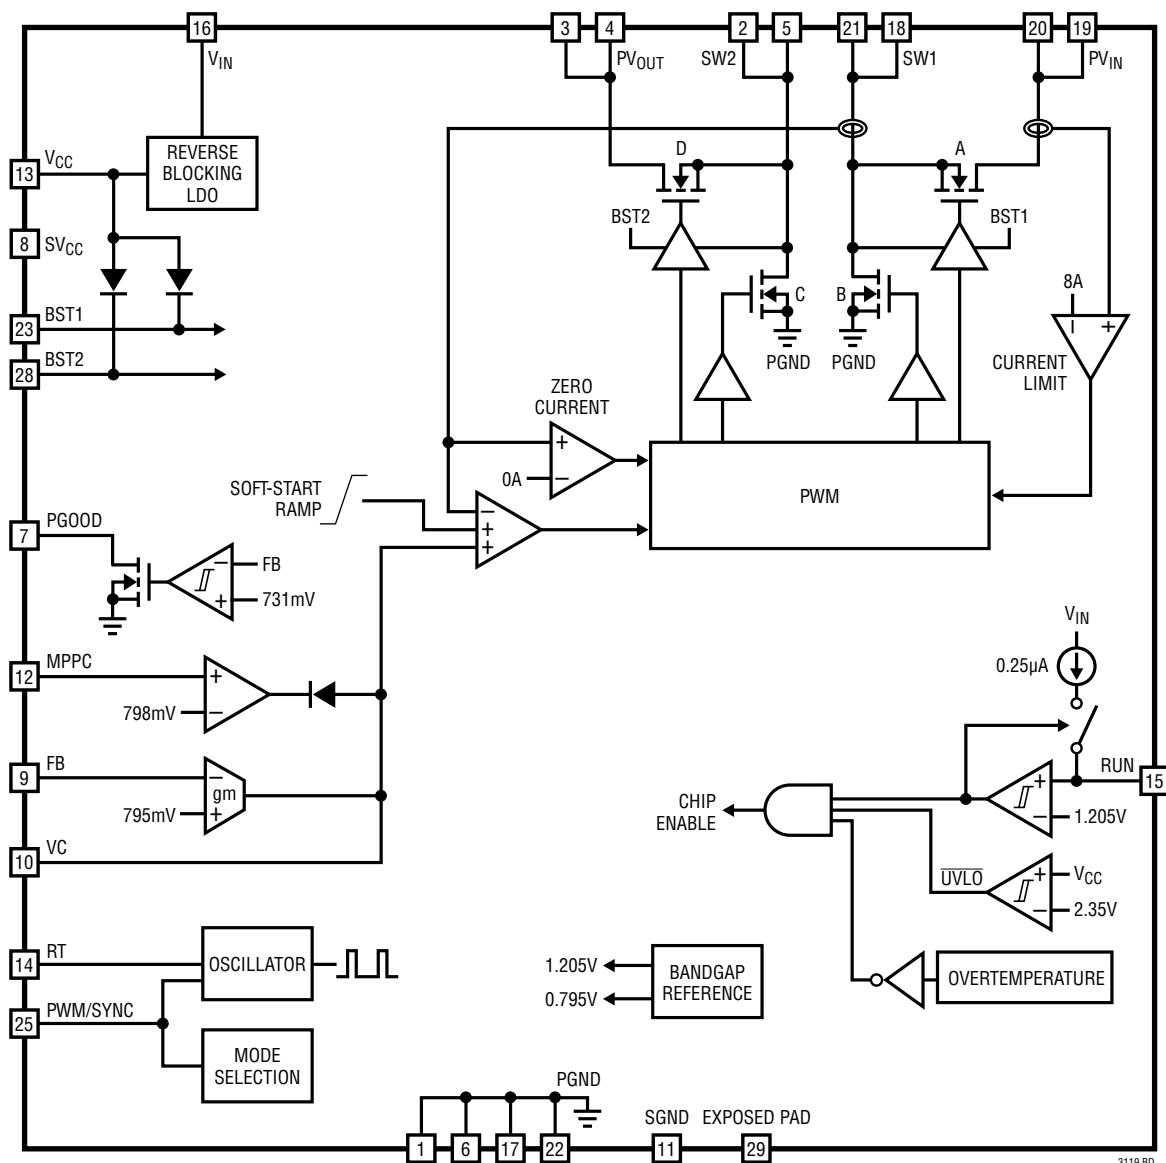 16
3
4
2
5
21
18
20
19
VIN
PVOUT
SW2
SW1
PVIN
13
VCC
REVERSE
BLOCKING
LDO
D
A
8
SVCC
BST2
BST1
23
BST1
28
BST2
C
B
8A
–
+
PGND
PGND
CURRENT
LIMIT
ZERO
CURRENT
+
0A
–
PWM
SOFT-START
RAMP
–
+
+
7
PGOOD
–
FB
+
731mV
12
MPPC
+
798mV
–
9
FB
–
gm
795mV
+
10
VC
VIN
0.25µA
RUN
15
+
–
1.205V
CHIP
ENABLE
UVLO
+
VCC
–
2.35V
14
RT
OSCILLATOR
25
PWM/SYNC
MODE
SELECTION
1.205V
0.795V
BANDGAP
REFERENCE
OVERTEMPERATURE
PGND
SGND
EXPOSED PAD
1
6
17
22
11
29
3119 BD